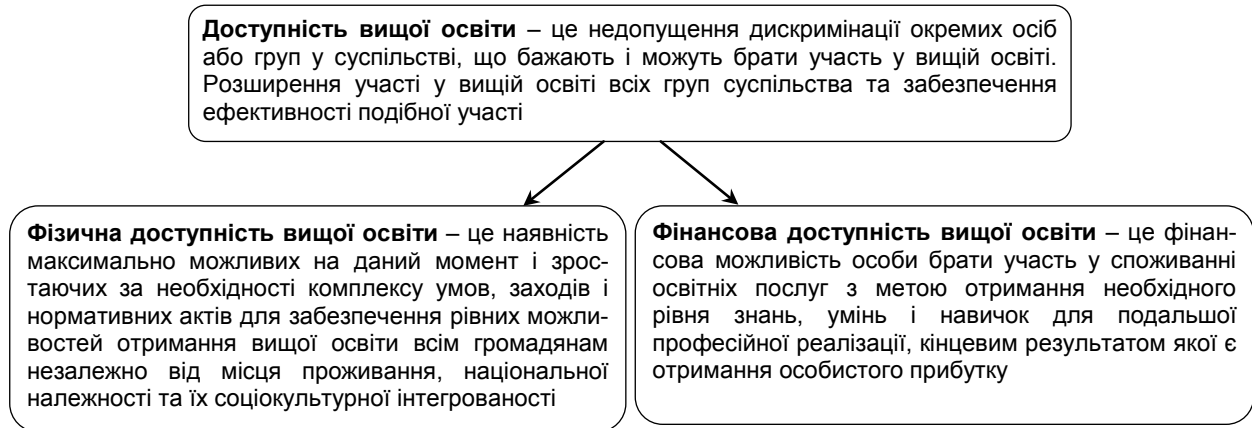 Доступність вищої освіти – це недопущення дискримінації окремих осіб
або груп у суспільстві, що бажають і можуть брати участь у вищій освіті.
Розширення участі у вищій освіті всіх груп суспільства та забезпечення
ефективності подібної участі
Фізична доступність вищої освіти – це наявність
максимально можливих на даний момент і зрос-
таючих за необхідності комплексу умов, заходів і
нормативних актів для забезпечення рівних можли-
востей отримання вищої освіти всім громадянам
незалежно від місця проживання, національної
належності та їх соціокультурної інтегрованості
Фінансова доступність вищої освіти – це фінан-
сова можливість особи брати участь у споживанні
освітніх послуг з метою отримання необхідного
рівня знань, умінь і навичок для подальшої
професійної реалізації, кінцевим результатом якої є
отримання особистого прибутку